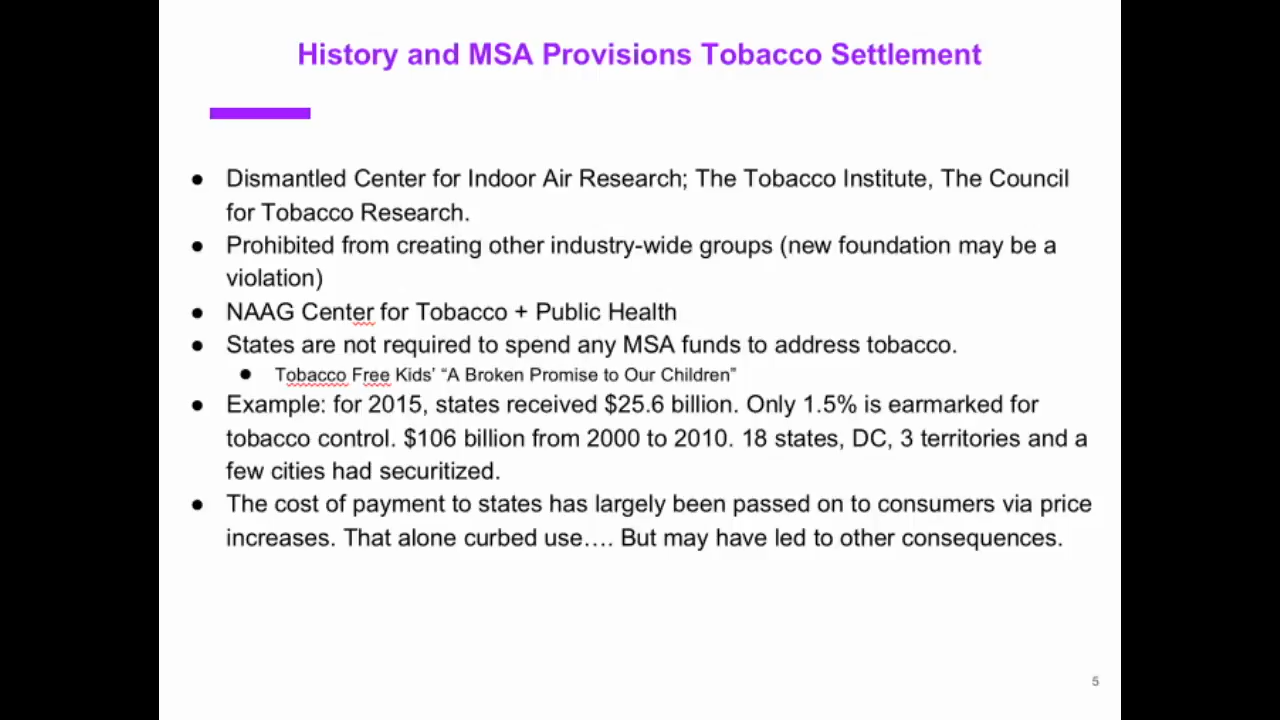 History and MSA Provisions Tobacco Settlement
● Dismantled Center for Indoor Air Research; The Tobacco Institute, The Council
for Tobacco Research.
● Prohibited from creating other industry-wide groups (new foundation may be a
violation)
● NAAG Center for Tobacco + Public Health
● States are not required to spend any MSA funds to address tobacco.
● Tobacco Free Kids’ “A Broken Promise to Our Children”
● Example: for 2015, states received $25.6 billion. Only 1.5% is earmarked for
tobacco control. $106 billion from 2000 to 2010. 18 states, DC, 3 territories and a
few cities had securitized.
● The cost of payment to states has largely been passed on to consumers via price
increases. That alone curbed use…. But may have led to other consequences.
5